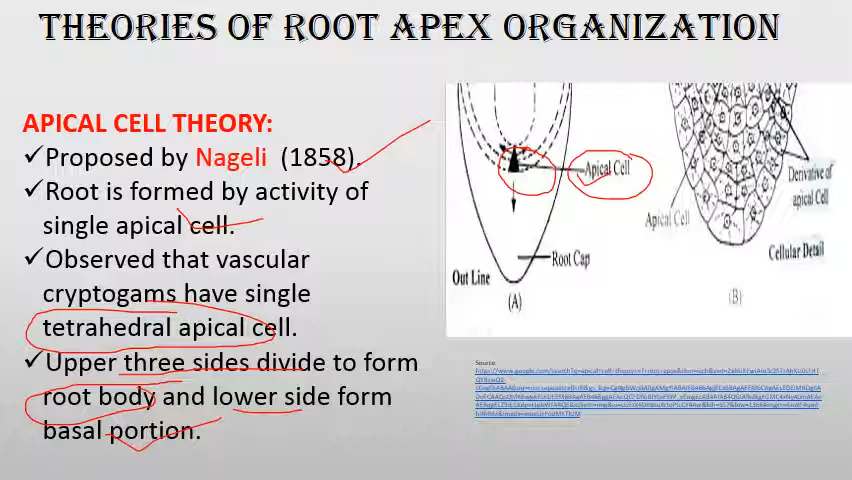 THEORIES OF ROOT APEX ORGANIZATION
APICAL CELL THEORY:
✓Proposed by Nageli (1858).
✓Root is formed by activity of
single apical cell.
✓Observed that vascular
cryptogams have single
tetrahedral apical cell.
✓Upper three sides divide to form
root body and lower side form
basal portion.
Apical Cell
Root Cap
Out Line
(A)
Apical Cell
Derivative of
apical Cell
Cellular Detail
(B)
Source